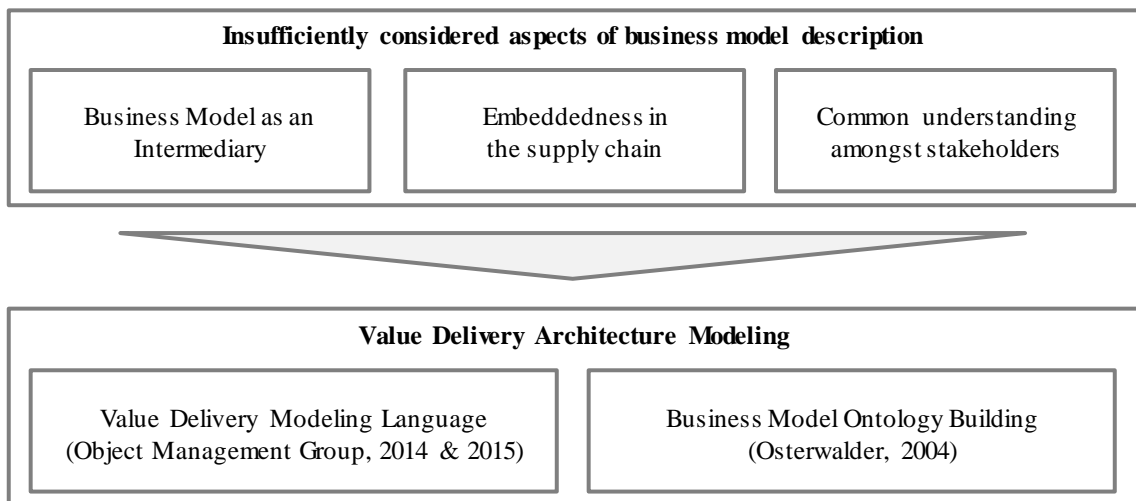 Insufficiently considered aspects of business model description
Business Model as an
Intermediary
Embeddedness in
the supply chain
Common understanding
amongst stakeholders
Value Delivery Architecture Modeling
Value Delivery Modeling Language
(Object Management Group, 2014 & 2015)
Business Model Ontology Building
(Osterwalder, 2004)